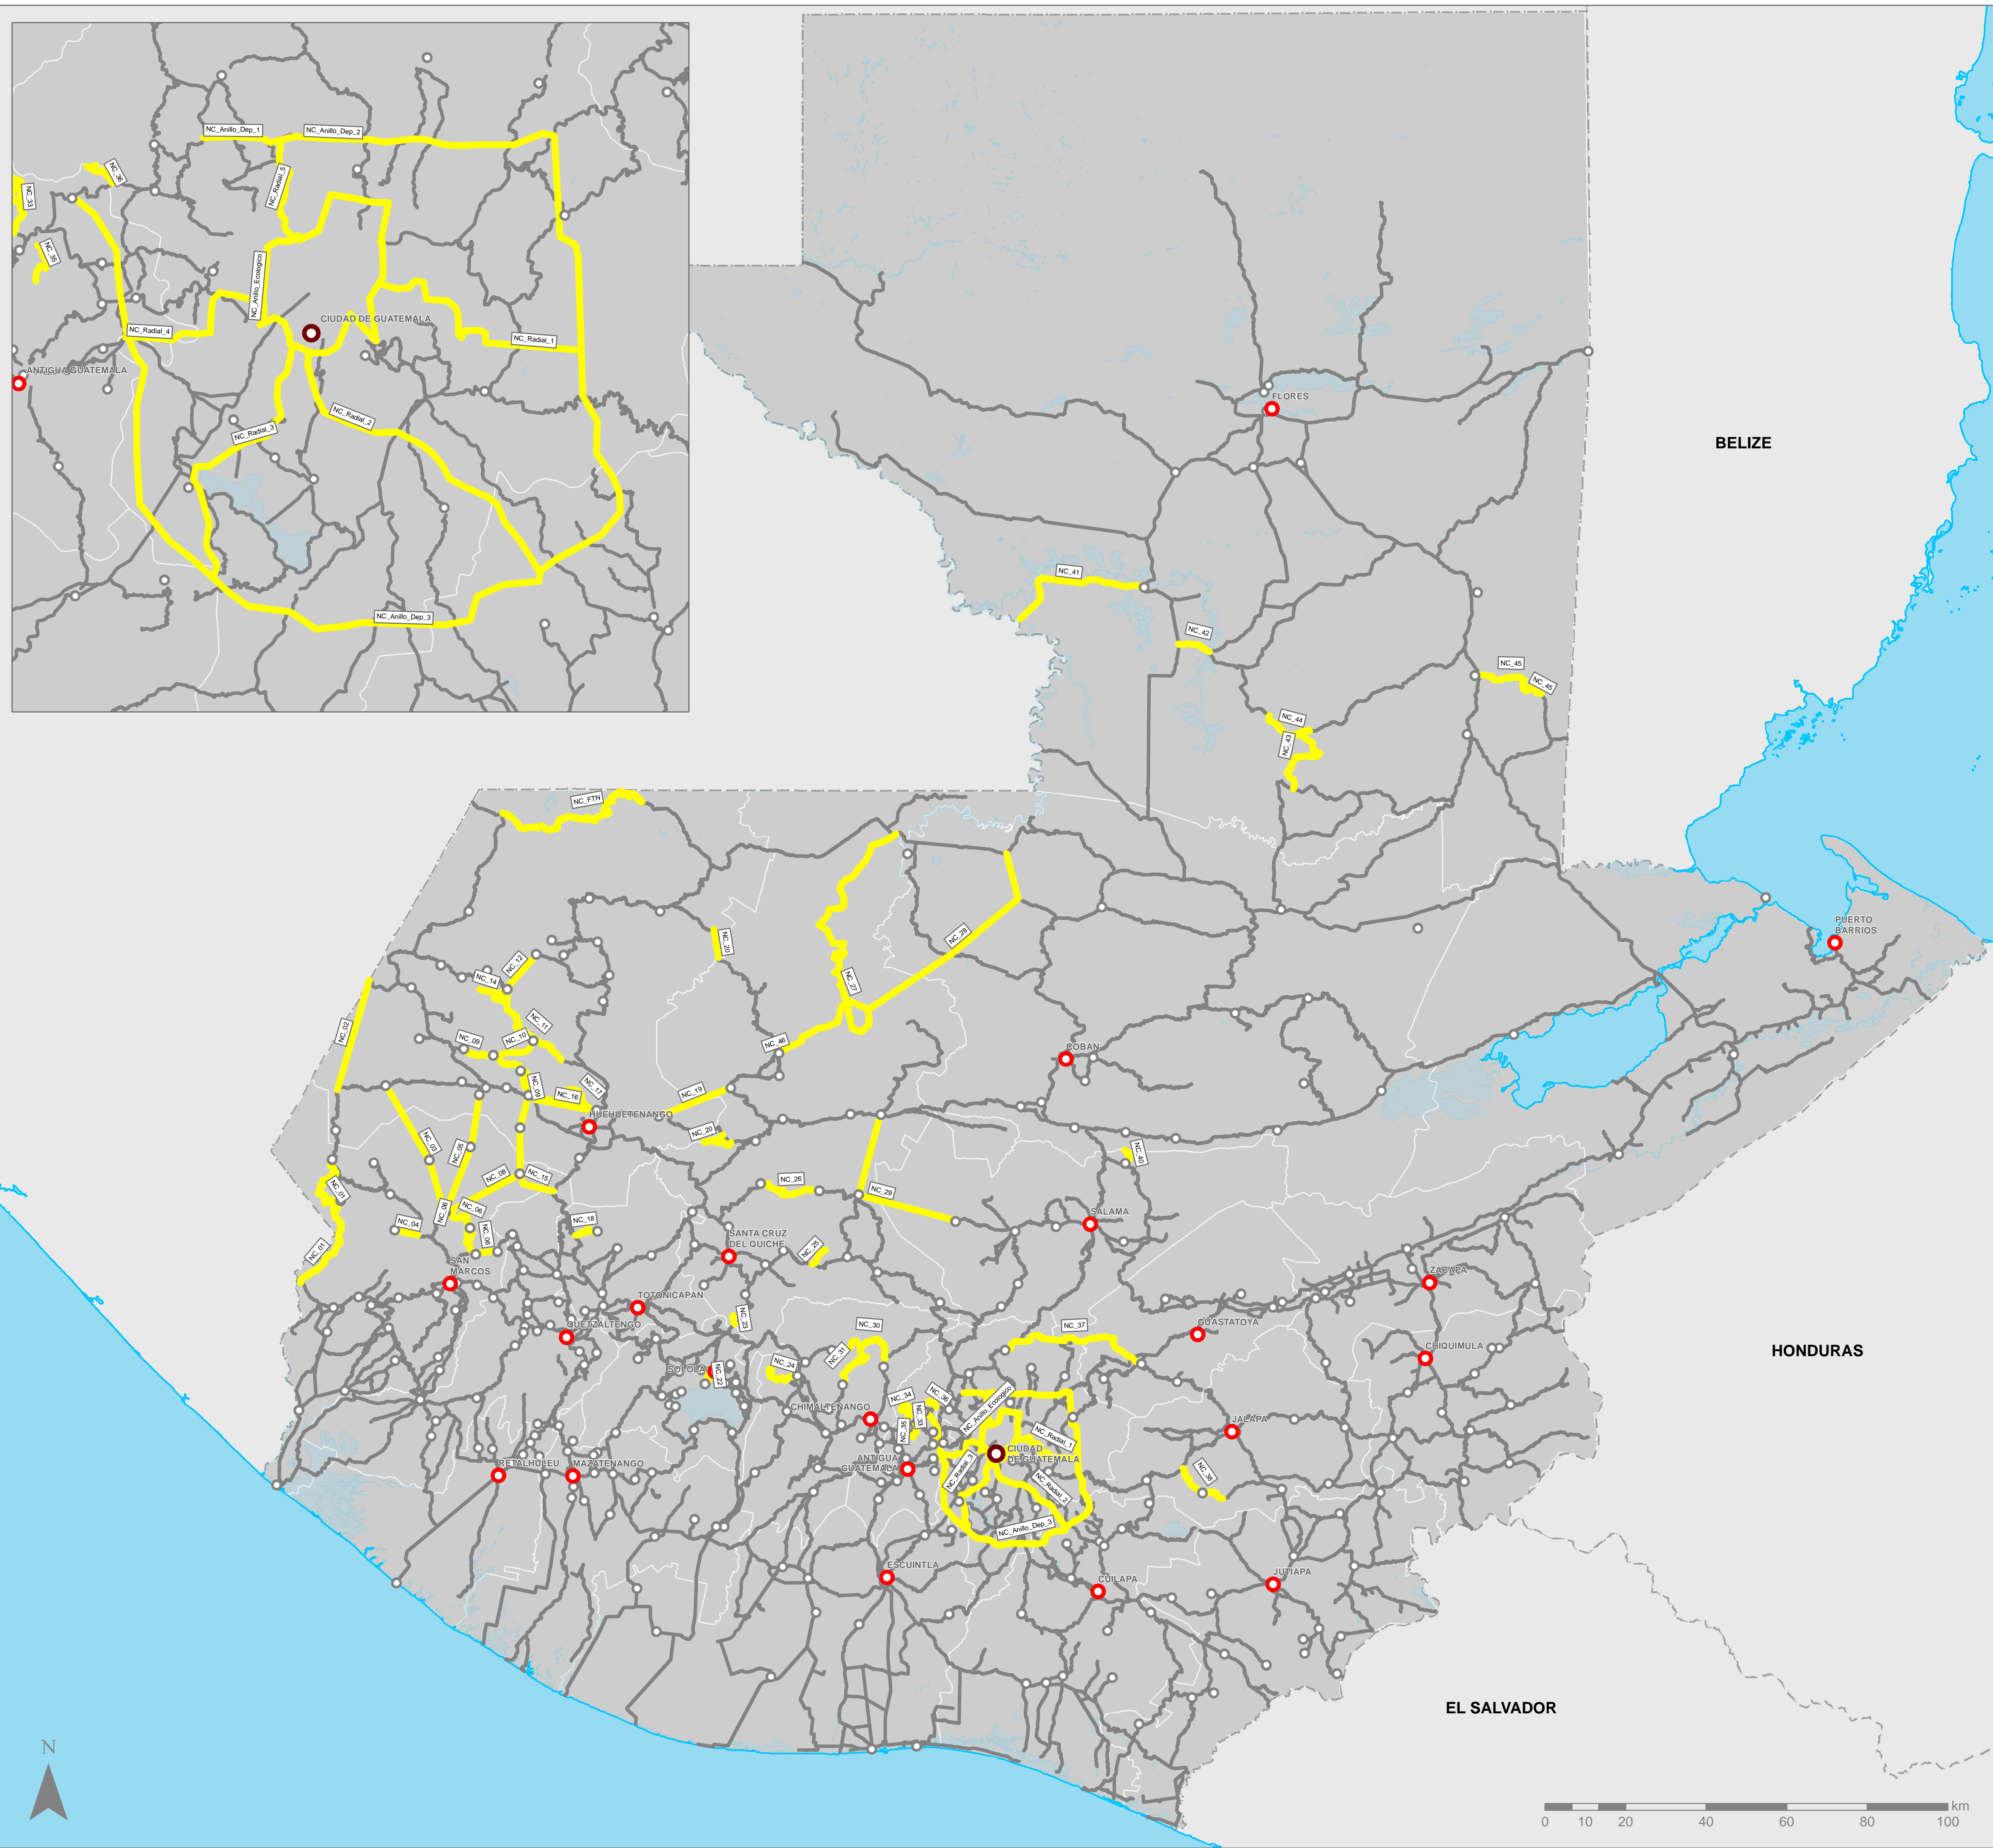 NC_Anillo_Dep_1
NC_Anillo_Dep_2
NC_36
NC_Radial_5
NC_33
NC_35
NC_Anillo_Ecologico
CIUDAD DE GUATEMALA
NC_Radial_4
NC_Radial_1
ANTIGUA GUATEMALA
NC_Radial_2
NC_Radial_3
NC_Anillo_Dep_3
FLORES
BELIZE
NC_41
NC_42
NC_45
NC_45
NC_44
NC_43
NC_FTN
PUERTO
BARRIOS
NC_20
NC_28
NC_12
NC_14
NC_27
NC_02
NC_11
NC_10
NC_09
NC_46
COBAN
NC_09
NC_16
NC_17
NC_19
HUEHUETENANGO
NC_20
NC_03
NC_05
NC_40
NC_08
NC_15
NC_26
NC_29
NC_01
NC_06
NC_06
NC_04
NC_06
NC_18
SALAMA
SANTA CRUZ
DEL QUICHE
NC_25
NC_01
SAN
MARCOS
ZACAPA
TOTONICAPAN
NC_23
QUETZALTENGO
NC_30
NC_37
GUASTATOYA
NC_31
CHIQUIMULA
HONDURAS
SOLOLA
NC_22
NC_24
NC_34
NC_36
CHIMALTENANGO
NC_33
NC_35
NC_Anillo_Ecologico
NC_Radial_1
JALAPA
CIUDAD
DE GUATEMALA
ANTIGUA
GUATEMALA
NC_Radial_3
NC_Radial_2
NC_38
RETALHULEU
MAZATENANGO
NC_Anillo_Dep_3
ESCUINTLA
CUILAPA
JUTIAPA
EL SALVADOR
N
km
0 10 20 40 60 80 100